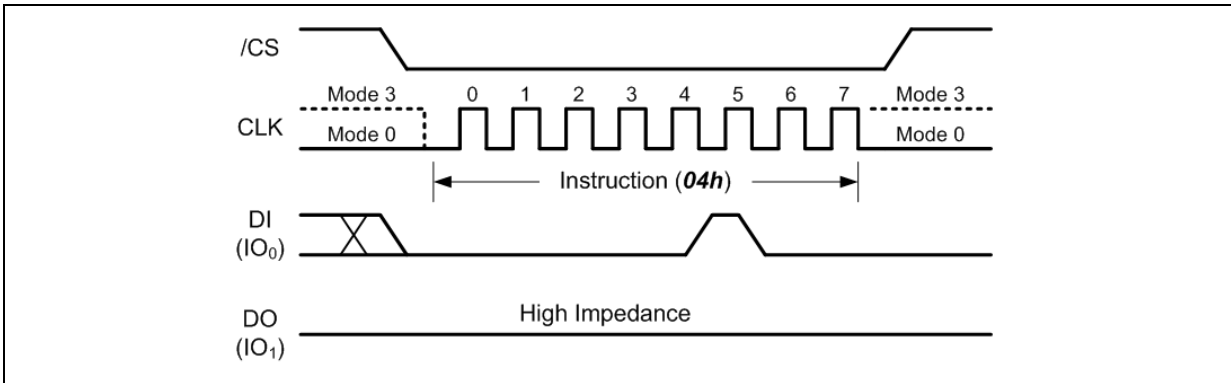 /CS
Mode 3 0 1 2 3 4 5 6 7 Mode 3
CLK
Mode 0 Mode 0
Instruction (04h)
DI
(IO₀)
High Impedance
DO
(IO₁)